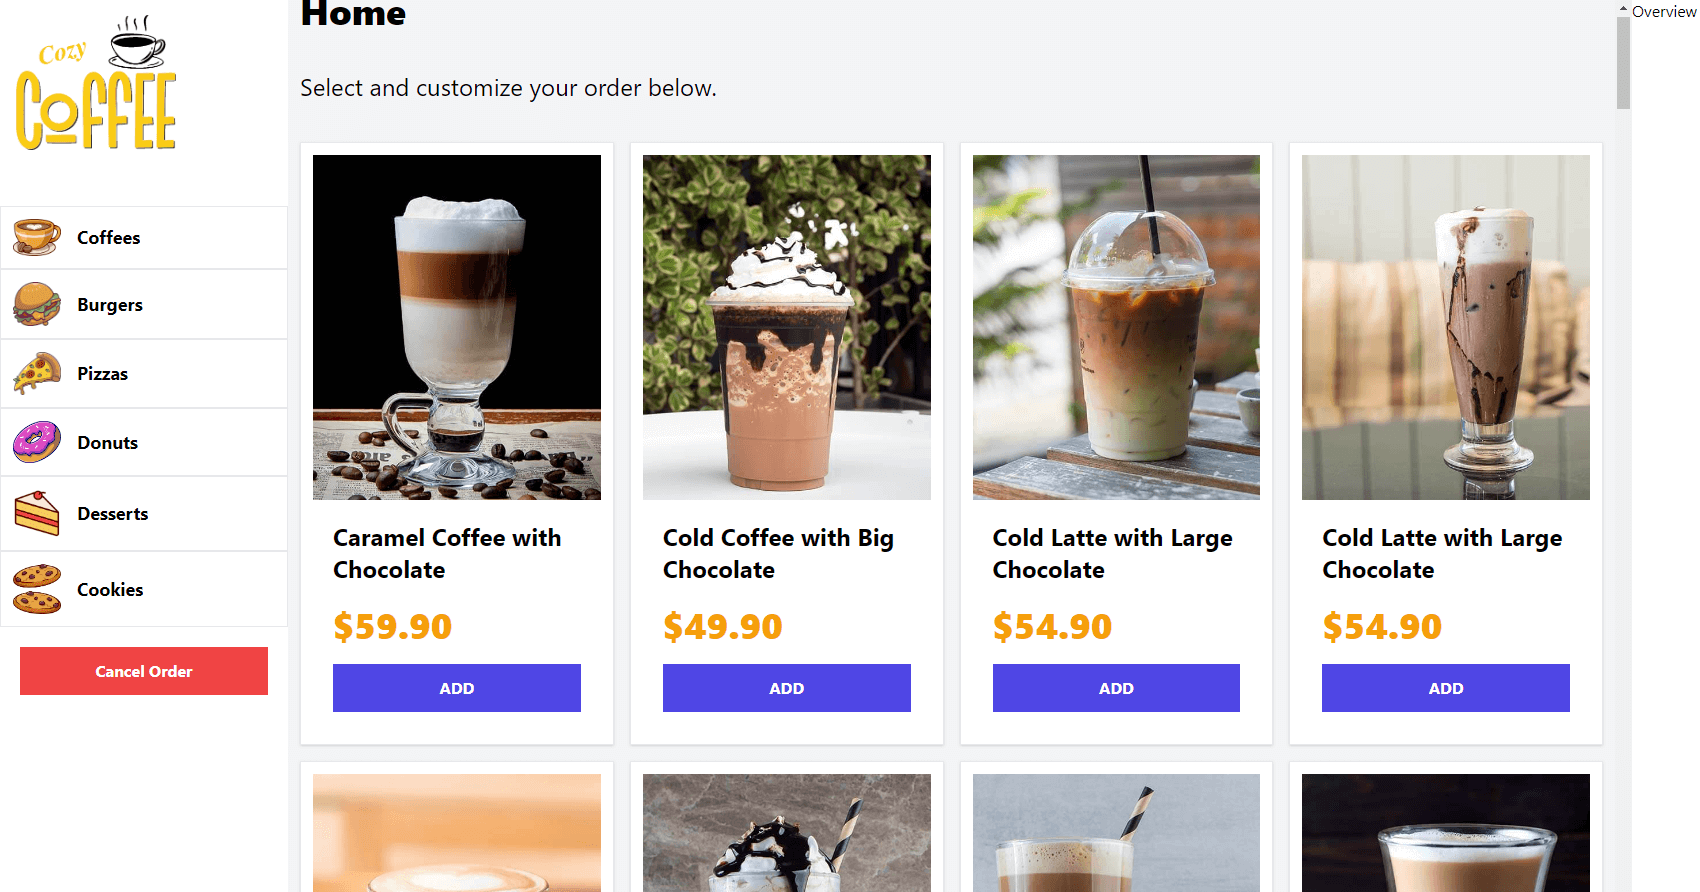 Cozy
COFFEE
Coffees
Burgers
Pizzas
Donuts
Desserts
Cookies
Cancel Order
Home
Select and customize your order below.
Caramel Coffee with
Chocolate
$59.90
ADD
Cold Coffee with Big
Chocolate
$49.90
ADD
Cold Latte with Large
Chocolate
$54.90
ADD
Cold Latte with Large
Chocolate
$54.90
ADD
Overview